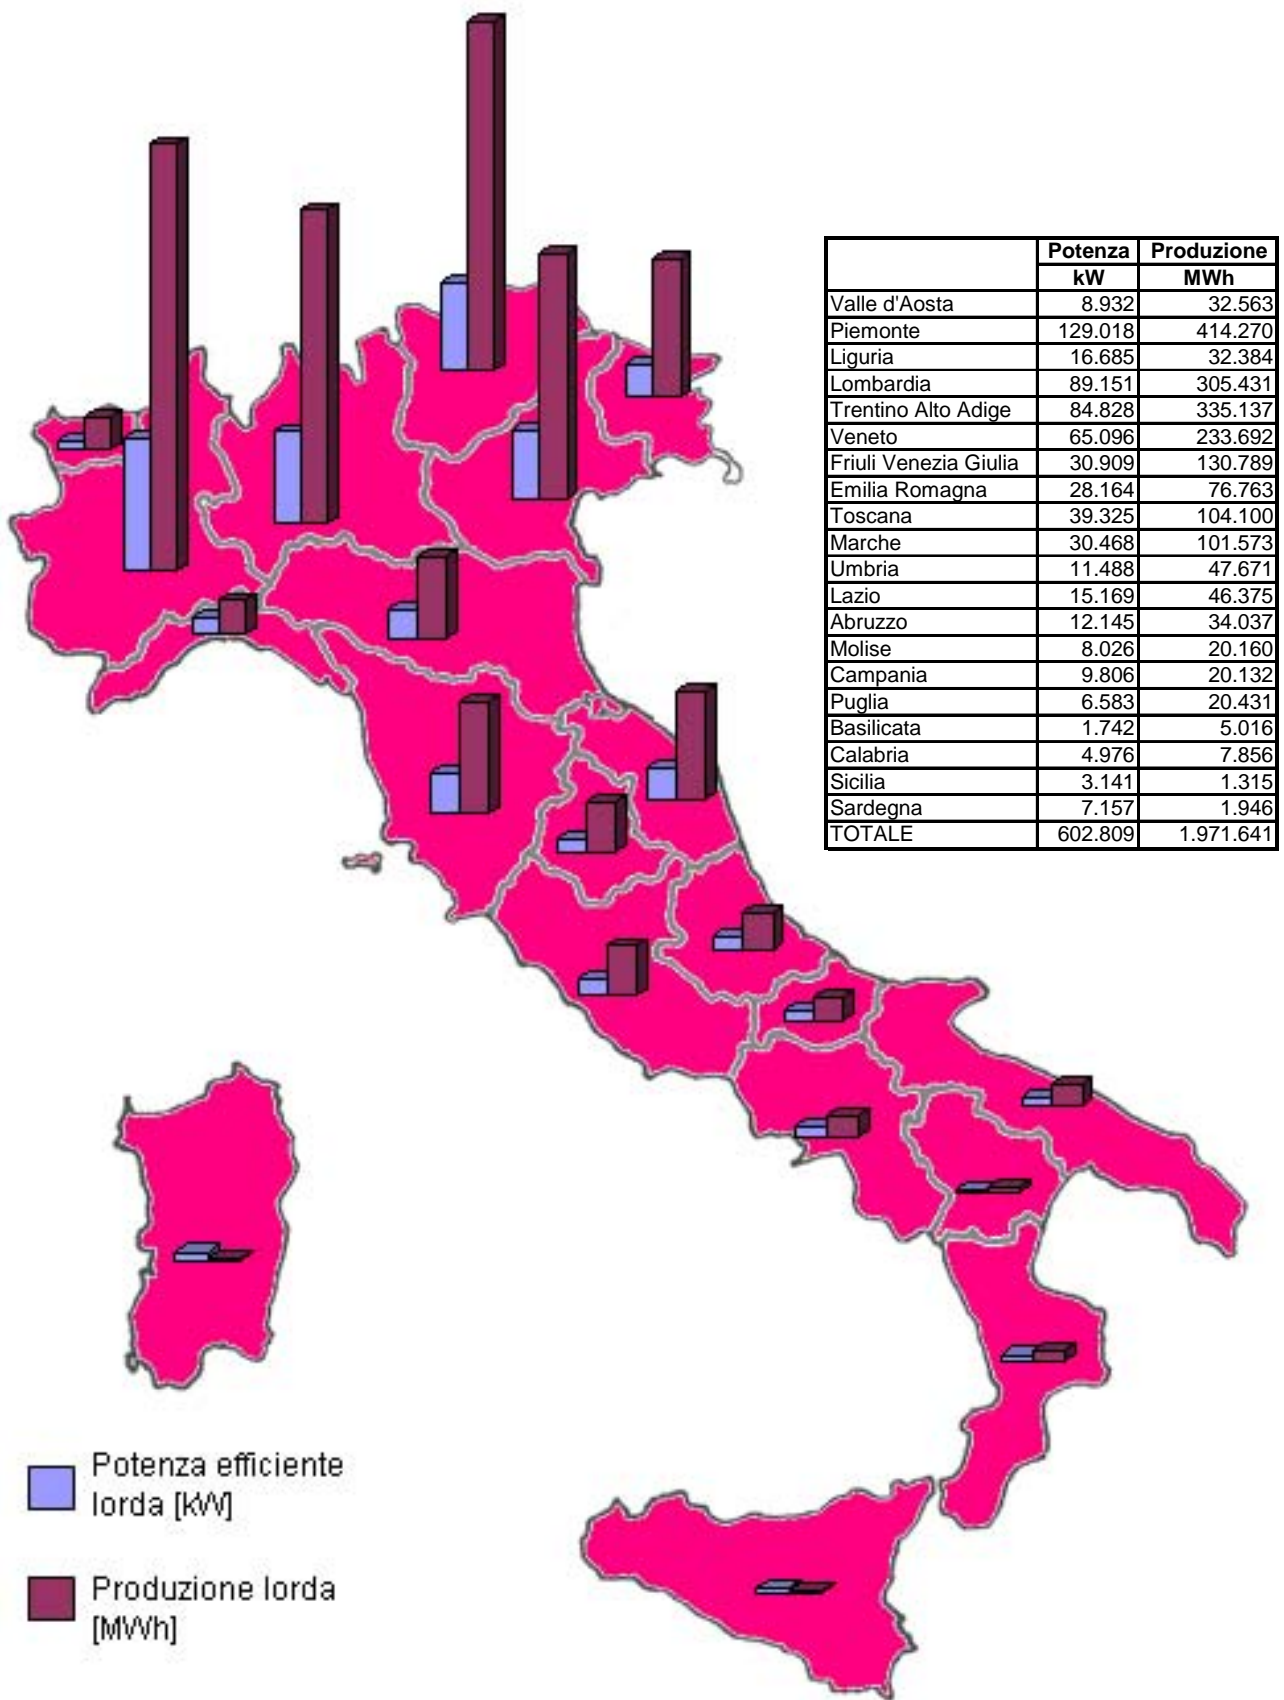 Potenza Produzione
kW MWh
Valle d'Aosta 8.932 32.563
Piemonte 129.018 414.270
Liguria 16.685 32.384
Lombardia 89.151 305.431
Trentino Alto Adige 84.828 335.137
Veneto 65.096 233.692
Friuli Venezia Giulia 30.909 130.789
Emilia Romagna 28.164 76.763
Toscana 39.325 104.100
Marche 30.468 101.573
Umbria 11.488 47.671
Lazio 15.169 46.375
Abruzzo 12.145 34.037
Molise 8.026 20.160
Campania 9.806 20.132
Puglia 6.583 20.431
Basilicata 1.742 5.016
Calabria 4.976 7.856
Sicilia 3.141 1.315
Sardegna 7.157 1.946
TOTALE 602.809 1.971.641
Potenza efficiente
lorda [kW]
Produzione lorda
[MWh]